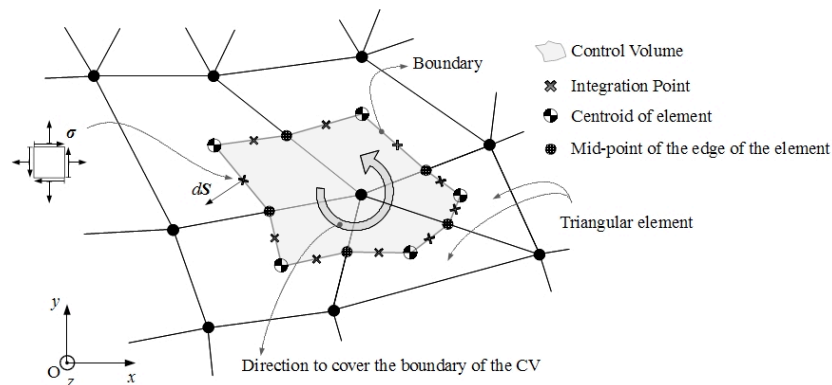 Control Volume
Boundary
Integration Point
Centroid of element
σ
Mid-point of the edge of the element
dS
Triangular element
y
Direction to cover the boundary of the CV
O
z
x